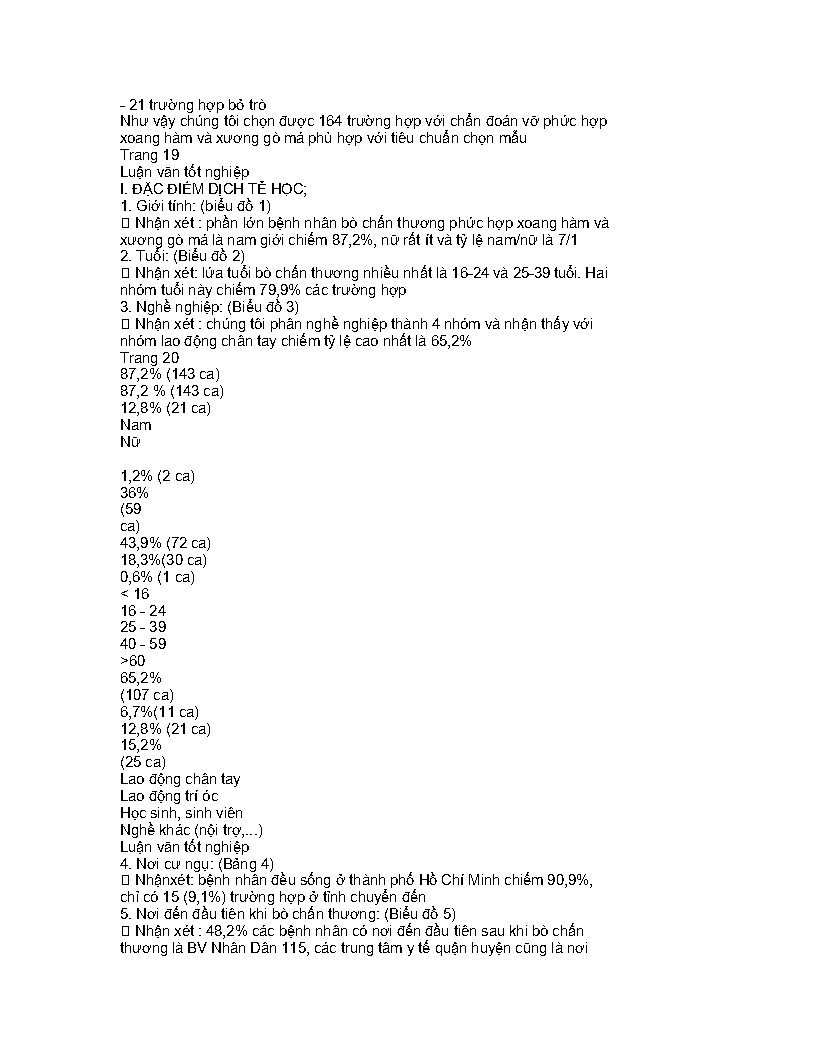 - 21 trường hợp bỏ trò
Như vậy chúng tôi chọn được 164 trường hợp với chẩn đoán vỡ phức hợp
xoang hàm và xương gò má phù hợp với tiêu chuẩn chọn mẫu
Trang 19
Luận văn tốt nghiệp
I. ĐẶC ĐIỂM DỊCH TỄ HỌC;
1. Giới tính: (biểu đồ 1)
 Nhận xét : phần lớn bệnh nhân bò chấn thương phức hợp xoang hàm và
xương gò má là nam giới chiếm 87,2%, nữ rất ít và tỷ lệ nam/nữ là 7/1
2. Tuổi: (Biểu đồ 2)
 Nhận xét: lứa tuổi bò chấn thương nhiều nhất là 16-24 và 25-39 tuổi. Hai
nhóm tuổi này chiếm 79,9% các trường hợp
3. Nghề nghiệp: (Biểu đồ 3)
 Nhận xét : chúng tôi phân nghề nghiệp thành 4 nhóm và nhận thấy với
nhóm lao động chân tay chiếm tỷ lệ cao nhất là 65,2%
Trang 20
87,2% (143 ca)
87,2 % (143 ca)
12,8% (21 ca)
Nam
Nữ
1,2% (2 ca)
36%
(59
ca)
43,9% (72 ca)
18,3%(30 ca)
0,6% (1 ca)
< 16
16 - 24
25 - 39
40 - 59
>60
65,2%
(107 ca)
6,7%(11 ca)
12,8% (21 ca)
15,2%
(25 ca)
Lao động chân tay
Lao động trí óc
Học sinh, sinh viên
Nghề khác (nội trợ,...)
Luận văn tốt nghiệp
4. Nơi cư ngụ: (Bảng 4)
 Nhậnxét: bệnh nhân đều sống ở thành phố Hồ Chí Minh chiếm 90,9%,
chỉ có 15 (9,1%) trường hợp ở tỉnh chuyển đến
5. Nơi đến đầu tiên khi bò chấn thương: (Biểu đồ 5)
 Nhận xét : 48,2% các bệnh nhân có nơi đến đầu tiên sau khi bò chấn
thương là BV Nhân Dân 115, các trung tâm y tế quận huyện cũng là nơi